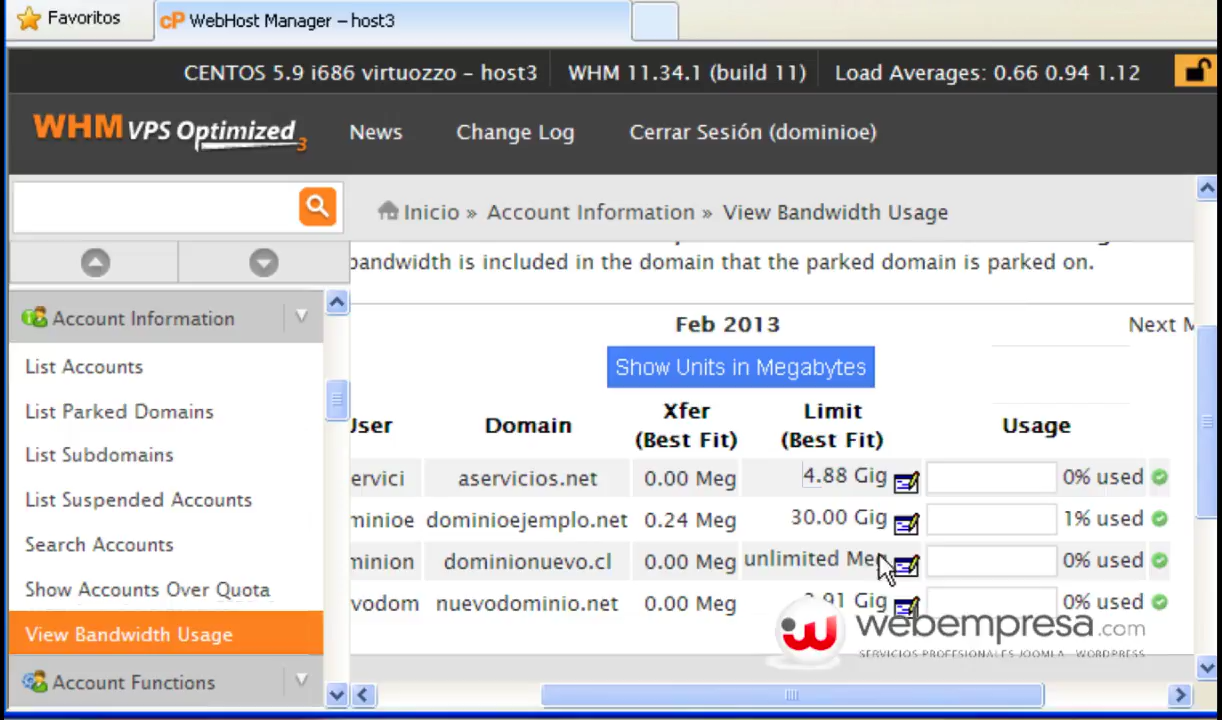 Favoritos
WebHost Manager – host3
CENTOS 5.9 i686 virtuozzo – host3
WHM 11.34.1 (build 11)
Load Averages: 0.66 0.94 1.12
WHM VPS Optimized 3
News
Change Log
Cerrar Sesión (dominioe)
Inicio » Account Information » View Bandwidth Usage
bandwidth is included in the domain that the parked domain is parked on.
Account Information
List Accounts
List Parked Domains
List Subdomains
List Suspended Accounts
Search Accounts
Show Accounts Over Quota
View Bandwidth Usage
Account Functions
Feb 2013
Next M
Show Units in Megabytes
User Domain Xfer (Best Fit) Limit (Best Fit) Usage
ervici aservicios.net 0.00 Meg 4.88 Gig 0% used
minioe dominioejemplo.net 0.24 Meg 30.00 Gig 1% used
minion dominionuevo.cl 0.00 Meg unlimited Meg 0% used
vodom nuevodominio.net 0.00 Meg .91 Gig 0% used
webempresa.com
SERVICIOS PROFESIONALES JOOMLA - WORDPRESS